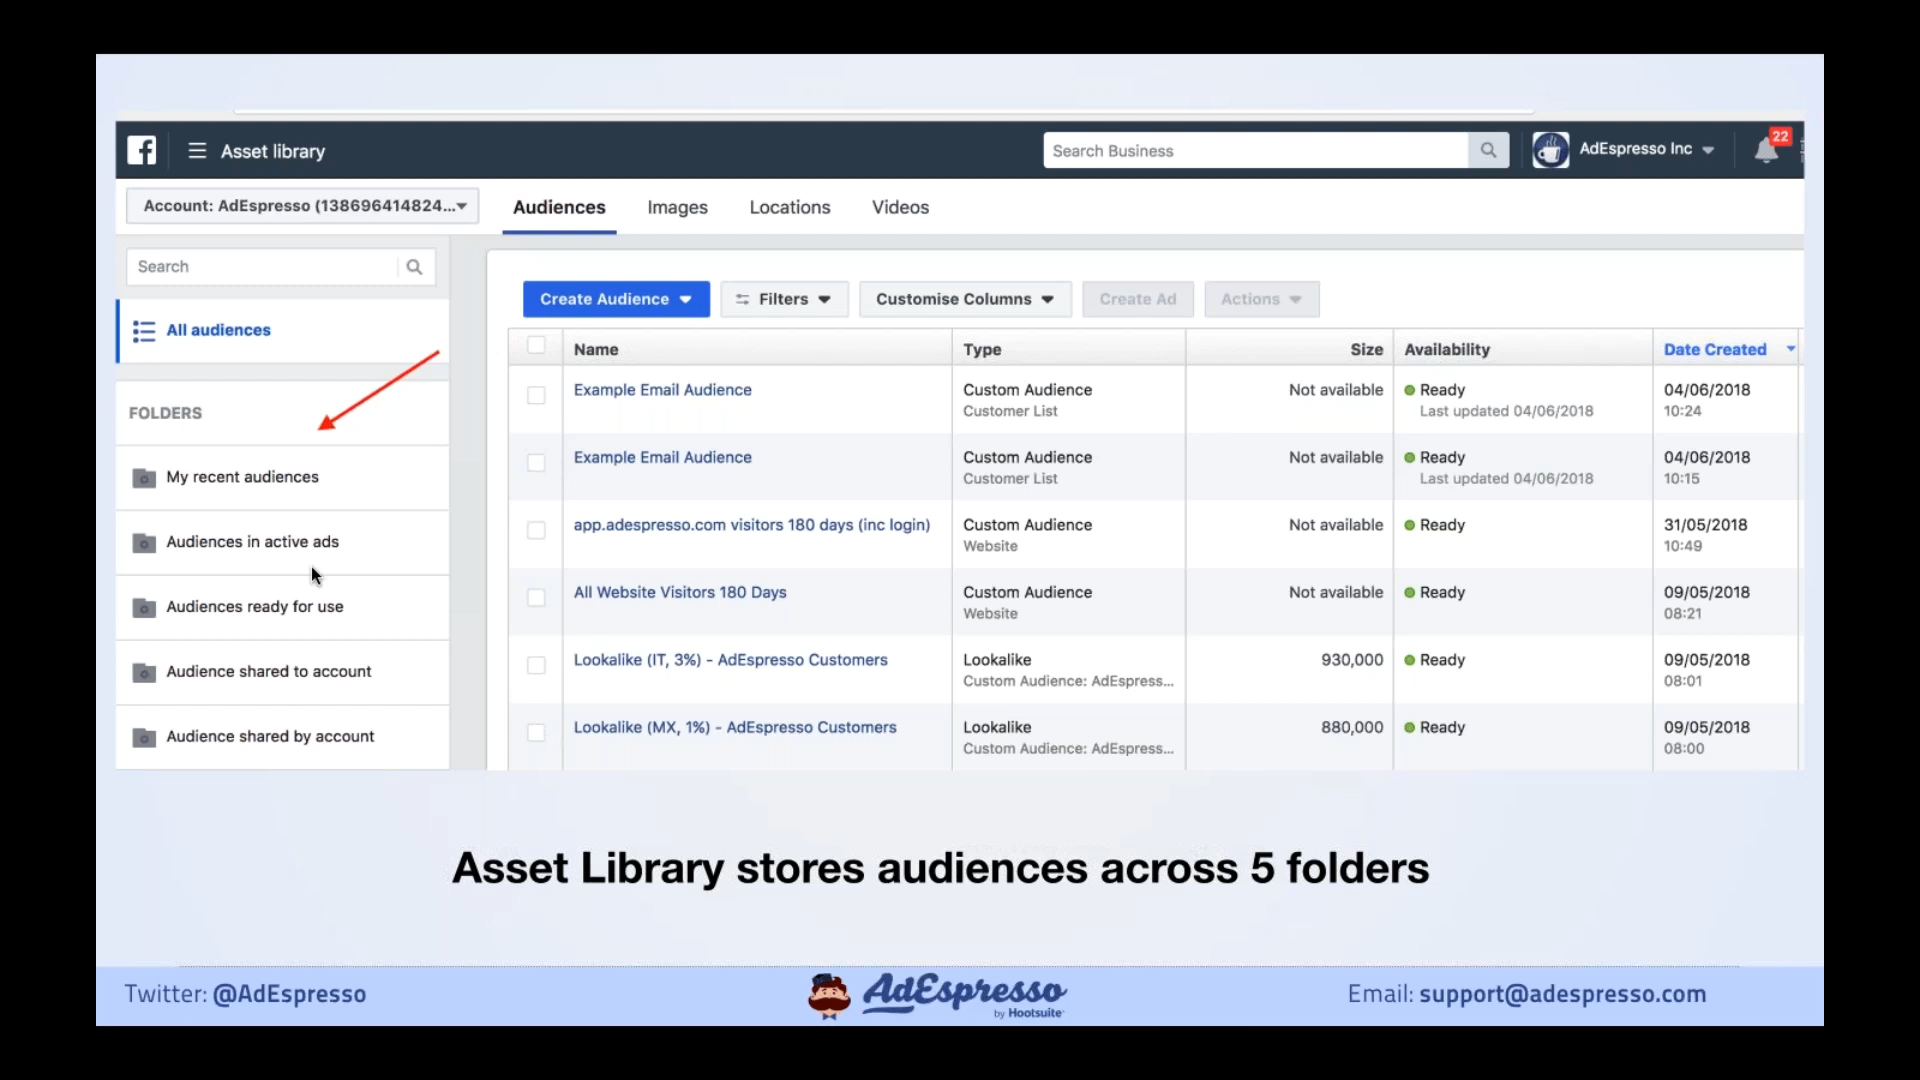 Asset library
Search Business
AdEspresso Inc
22
Account: AdEspresso (138696414824...
Audiences
Images
Locations
Videos
Search
All audiences
FOLDERS
My recent audiences
Audiences in active ads
Audiences ready for use
Audience shared to account
Audience shared by account
Create Audience
Filters
Customise Columns
Create Ad
Actions
Name Type Size Availability Date Created
Example Email Audience Custom Audience Not available Ready 04/06/2018
Customer List Last updated 04/06/2018 10:24
Example Email Audience Custom Audience Not available Ready 04/06/2018
Customer List Last updated 04/06/2018 10:15
app.adespresso.com visitors 180 days (inc login) Custom Audience Not available Ready 31/05/2018
Website 10:49
All Website Visitors 180 Days Custom Audience Not available Ready 09/05/2018
Website 08:21
Lookalike (IT, 3%) - AdEspresso Customers Lookalike 930,000 Ready 09/05/2018
Custom Audience: AdEspress... 08:01
Lookalike (MX, 1%) - AdEspresso Customers Lookalike 880,000 Ready 09/05/2018
Custom Audience: AdEspress... 08:00
Asset Library stores audiences across 5 folders
Twitter: @AdEspresso
AdEspresso
by Hootsuite
Email: support@adespresso.com